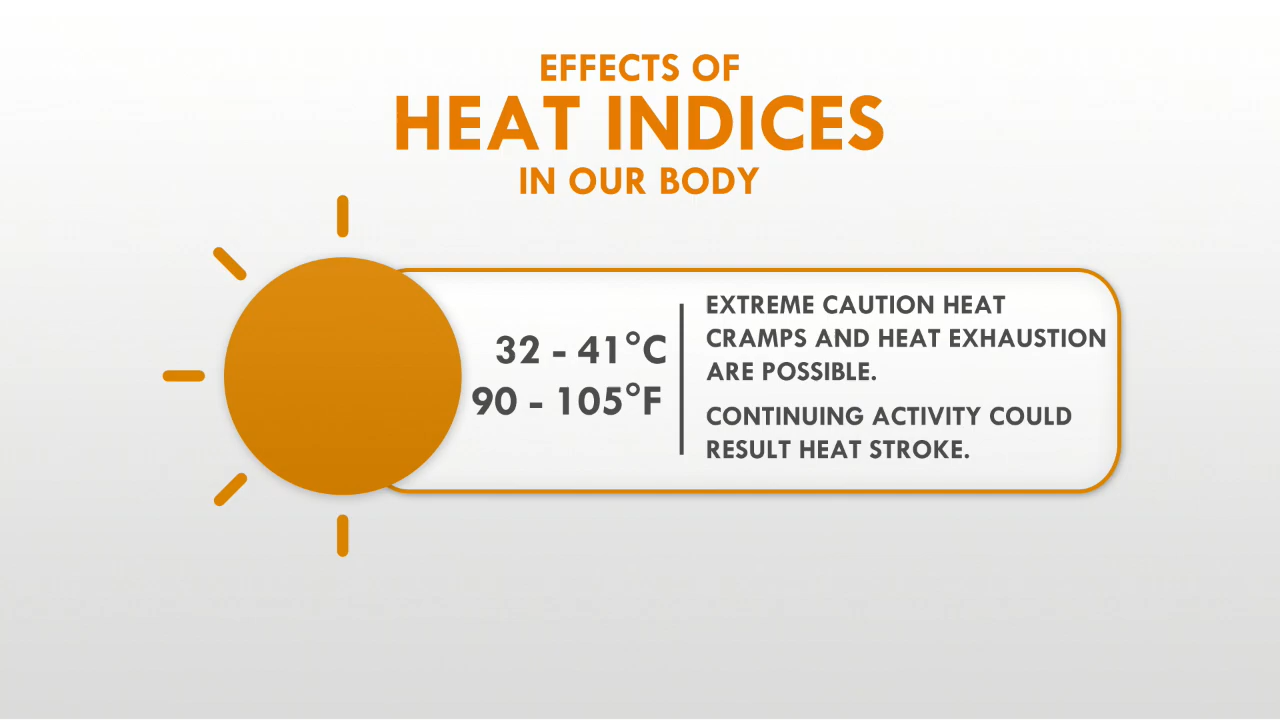 EFFECTS OF
HEAT INDICES
IN OUR BODY
32 - 41°C
90 - 105°F
EXTREME CAUTION HEAT
CRAMPS AND HEAT EXHAUSTION
ARE POSSIBLE.
CONTINUING ACTIVITY COULD
RESULT HEAT STROKE.